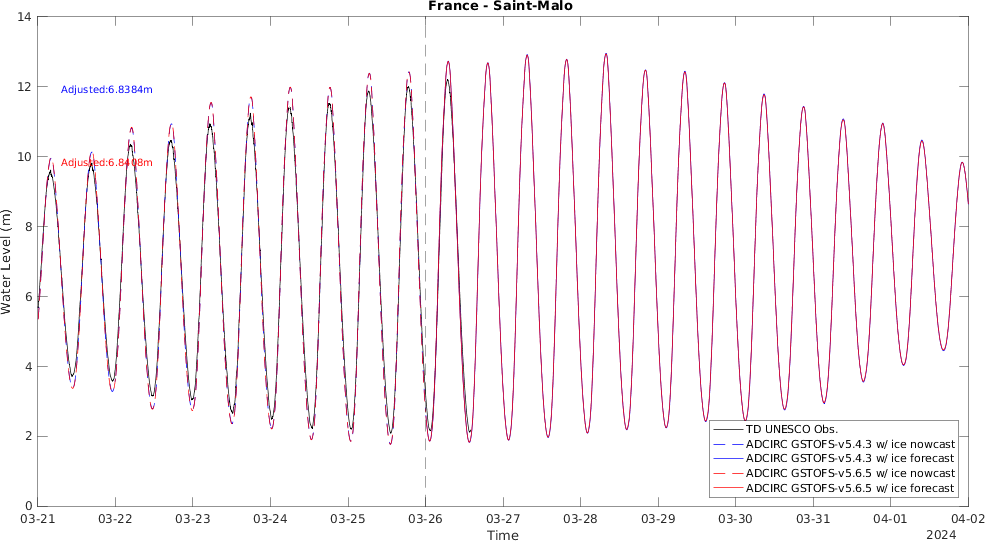 France - Saint-Malo
Water Level (m)
14
12
10
8
6
4
2
0
Adjusted:6.8384m
Adjusted:6.8408m
TD UNESCO Obs.
ADCIRC GSTOFS-v5.4.3 w/ ice nowcast
ADCIRC GSTOFS-v5.4.3 w/ ice forecast
ADCIRC GSTOFS-v5.6.5 w/ ice nowcast
ADCIRC GSTOFS-v5.6.5 w/ ice forecast
03-21 03-22 03-23 03-24 03-25 03-26 03-27 03-28 03-29 03-30 03-31 04-01 04-02
Time
2024